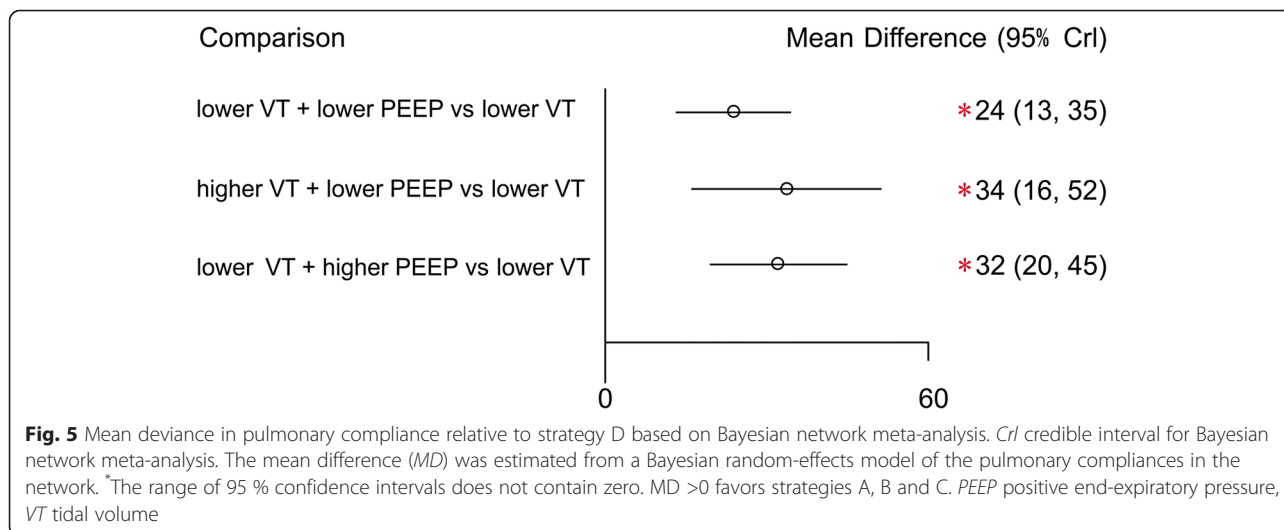 Comparison Mean Difference (95% CrI)
lower VT + lower PEEP vs lower VT *24 (13, 35)
higher VT + lower PEEP vs lower VT *34 (16, 52)
lower VT + higher PEEP vs lower VT *32 (20, 45)
0 60
Fig. 5 Mean deviance in pulmonary compliance relative to strategy D based on Bayesian network meta-analysis. CrI credible interval for Bayesian
network meta-analysis. The mean difference (MD) was estimated from a Bayesian random-effects model of the pulmonary compliances in the
network. *The range of 95 % confidence intervals does not contain zero. MD >0 favors strategies A, B and C. PEEP positive end-expiratory pressure,
VT tidal volume